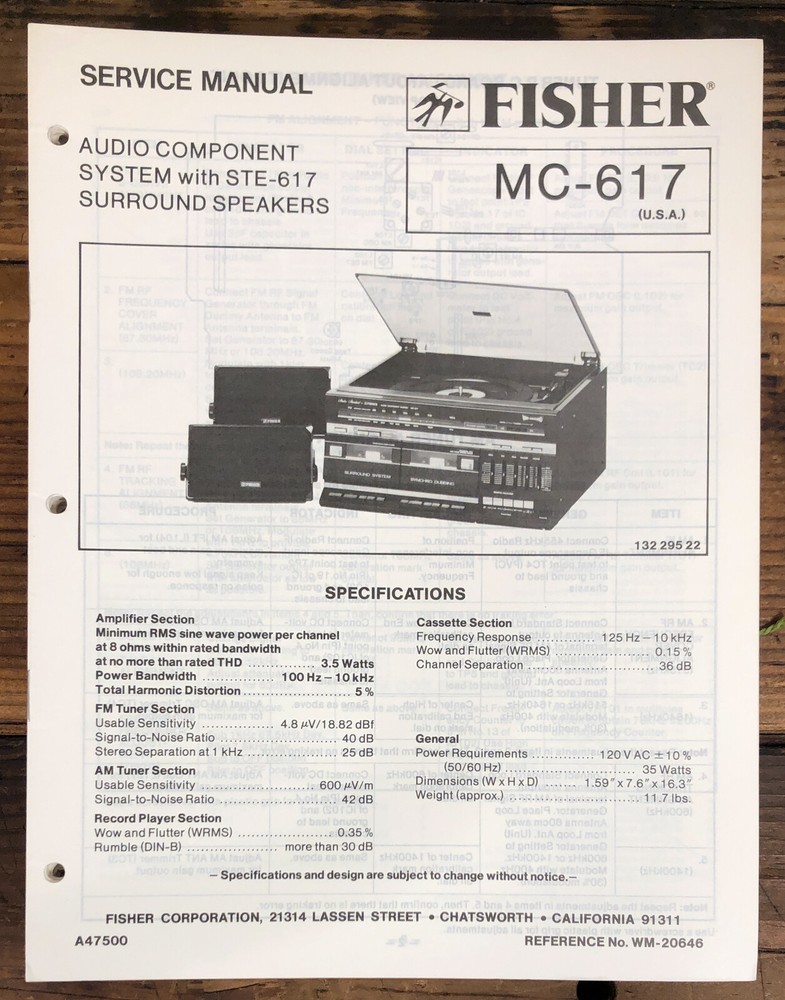 SERVICE MANUAL
FISHER®
AUDIO COMPONENT
SYSTEM with STE-617
SURROUND SPEAKERS
MC-617
(U.S.A.)
FISHER
SURROUND SYSTEM
SYNCHRO DUBBING
132 295 22
SPECIFICATIONS
Amplifier Section
Minimum RMS sine wave power per channel
at 8 ohms within rated bandwidth
at no more than rated THD .............. 3.5 Watts
Power Bandwidth ................ 100 Hz – 10 kHz
Total Harmonic Distortion ....................... 5 %
FM Tuner Section
Usable Sensitivity ................ 4.8 µV/18.82 dBf
Signal-to-Noise Ratio ......................... 40 dB
Stereo Separation at 1 kHz .................... 25 dB
AM Tuner Section
Usable Sensitivity ......................... 600 µV/m
Signal-to-Noise Ratio ......................... 42 dB
Record Player Section
Wow and Flutter (WRMS) .................... 0.35 %
Rumble (DIN-B) ................... more than 30 dB
Cassette Section
Frequency Response ............ 125 Hz – 10 kHz
Wow and Flutter (WRMS) .................... 0.15 %
Channel Separation ........................... 36 dB
General
Power Requirements ............. 120 V AC ± 10 %
(50/60 Hz) ........................... 35 Watts
Dimensions (W x H x D) ....... 1.59" x 7.6" x 16.3"
Weight (approx.) ............................ 11.7 lbs.
– Specifications and design are subject to change without notice. –
FISHER CORPORATION, 21314 LASSEN STREET • CHATSWORTH • CALIFORNIA 91311
A47500
REFERENCE No. WM-20646